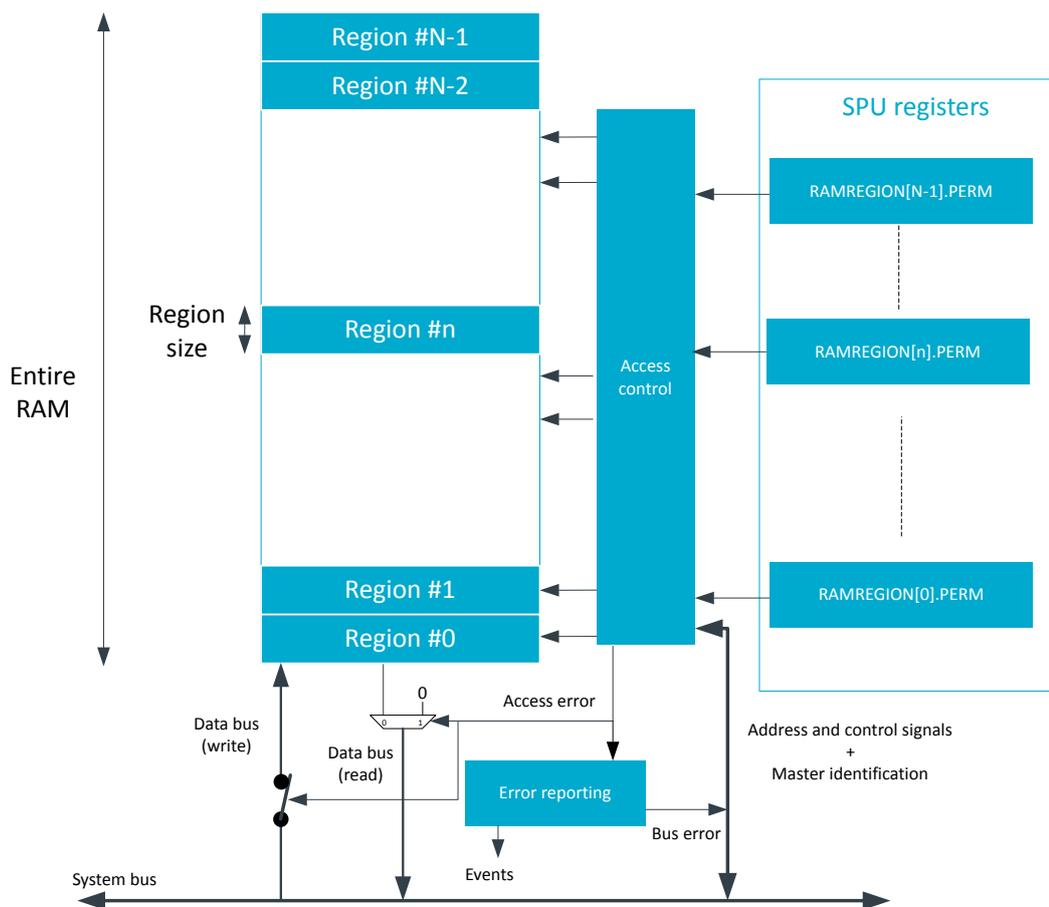 Region #N-1
Region #N-2
SPU registers
RAMREGION[N-1].PERM
Region
size
Region #n
RAMREGION[n].PERM
Entire
RAM
Access
control
Region #1
RAMREGION[0].PERM
Region #0
0
Access error
0 1
Data bus
(write)
Data bus
(read)
Address and control signals
+
Master identification
Error reporting
Bus error
Events
System bus